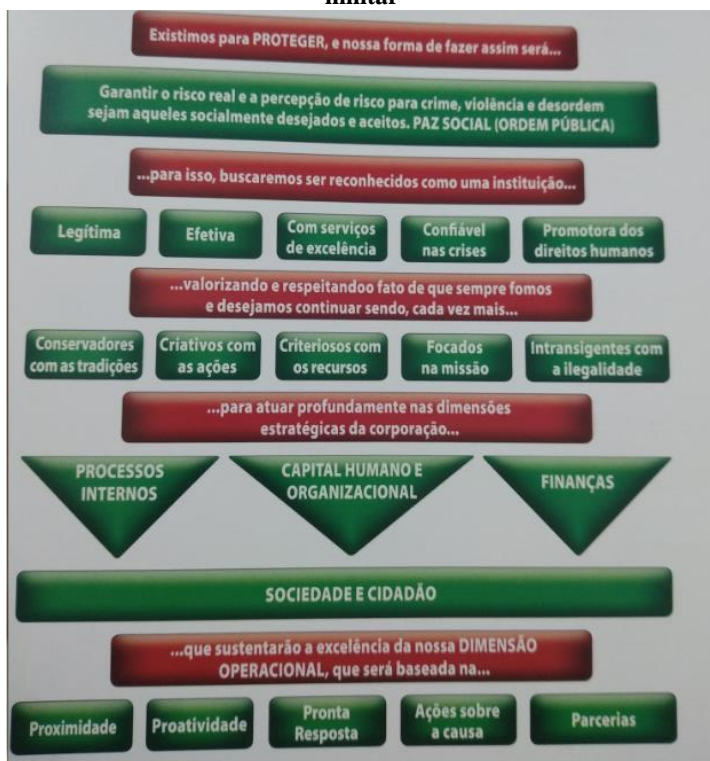 militar
Existimos para PROTEGER, e nossa forma de fazer assim será...
Garantir o risco real e a percepção de risco para crime, violência e desordem
sejam aqueles socialmente desejados e aceitos. PAZ SOCIAL (ORDEM PÚBLICA)
...para isso, buscaremos ser reconhecidos como uma instituição...
Legítima
Efetiva
Com serviços
de excelência
Confiável
nas crises
Promotora dos
direitos humanos
...valorizando e respeitandoo fato de que sempre fomos
e desejamos continuar sendo, cada vez mais...
Conservadores
com as tradições
Criativos com
as ações
Criteriosos com
os recursos
Focados
na missão
Intransigentes com
a ilegalidade
...para atuar profundamente nas dimensões
estratégicas da corporação...
PROCESSOS
INTERNOS
CAPITAL HUMANO E
ORGANIZACIONAL
FINANÇAS
SOCIEDADE E CIDADÃO
...que sustentarão a excelência da nossa DIMENSÃO
OPERACIONAL, que será baseada na...
Proximidade
Proatividade
Pronta
Resposta
Ações sobre
a causa
Parcerias